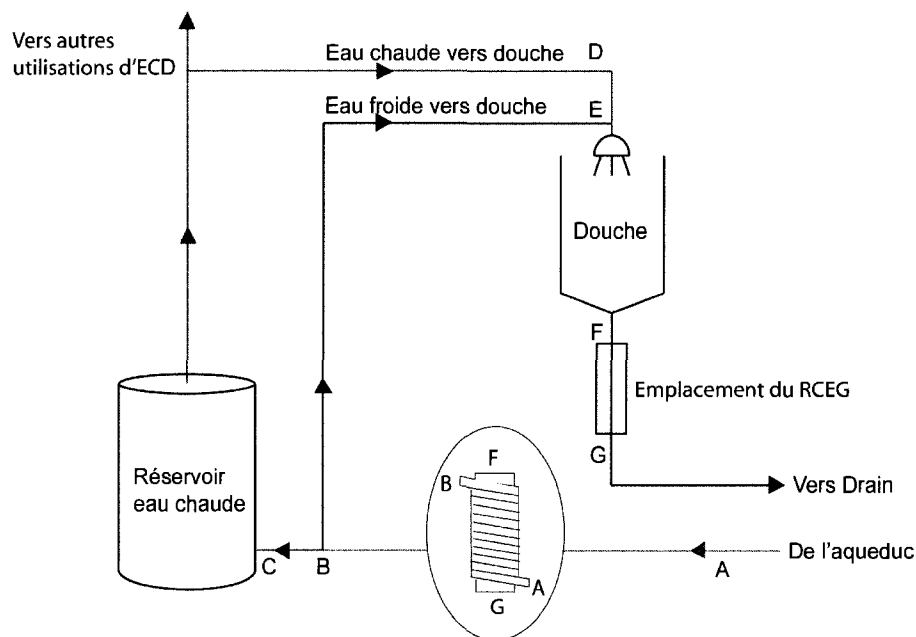 Vers autres
utilisations d'ECD
Eau chaude vers douche
D
Eau froide vers douche
E
Douche
F
Emplacement du RCEG
G
Vers Drain
Réservoir
eau chaude
F
B
A
G
C
B
A
De l'aqueduc